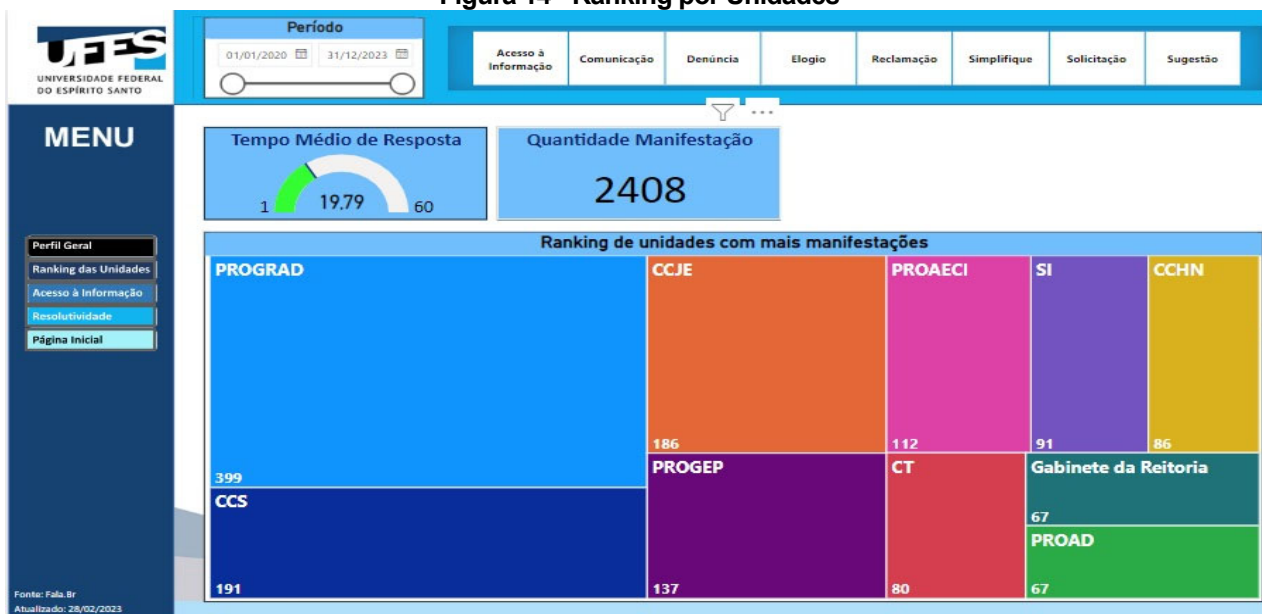 Figura 14 - Ranking por Unidades
UFES
UNIVERSIDADE FEDERAL
DO ESPÍRITO SANTO
Período
01/01/2020
31/12/2023
Acesso à
Informação
Comunicação
Denúncia
Elogio
Reclamação
Simplifique
Solicitação
Sugestão
MENU
Perfil Geral
Ranking das Unidades
Acesso à Informação
Resolutividade
Página Inicial
Fonte: Fala.Br
Atualizado: 28/02/2023
Tempo Médio de Resposta
1
19,79
60
Quantidade Manifestação
2408
Ranking de unidades com mais manifestações
PROGRAD
399
CCS
191
CCJE
186
PROGEP
137
PROAECI
112
SI
91
CCHN
86
CT
80
Gabinete da Reitoria
67
PROAD
67